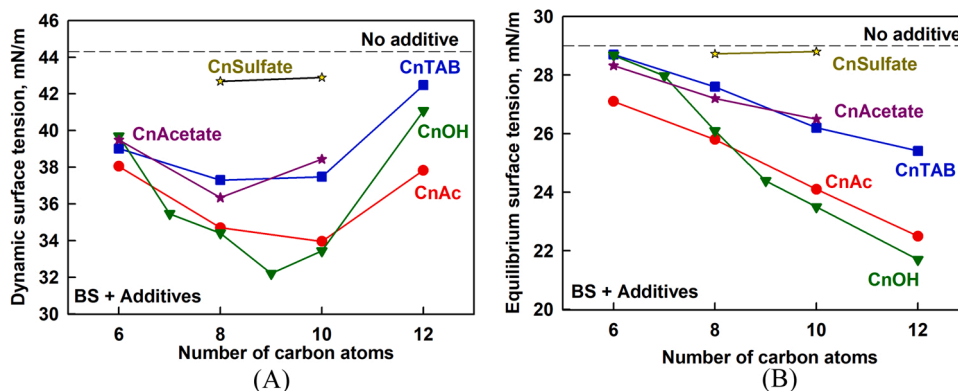 46
44
42
40
38
36
34
32
30
Dynamic surface tension, mN/m
No additive
CnSulfate
CnTAB
CnAcetate
CnOH
CnAc
BS + Additives
6 8 10 12
Number of carbon atoms
(A)
30
28
26
24
22
20
Equilibrium surface tension, mN/m
No additive
CnSulfate
CnAcetate
CnTAB
CnAc
CnOH
BS + Additives
6 8 10 12
Number of carbon atoms
(B)